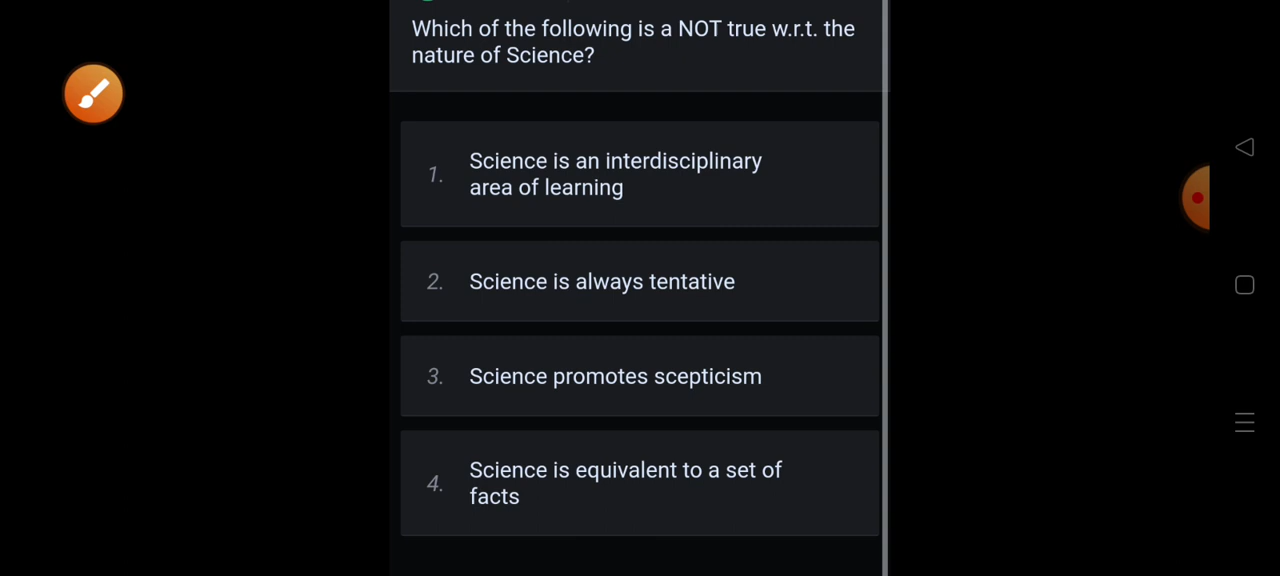 Which of the following is a NOT true w.r.t. the
nature of Science?
1. Science is an interdisciplinary
area of learning
2. Science is always tentative
3. Science promotes scepticism
4. Science is equivalent to a set of
facts